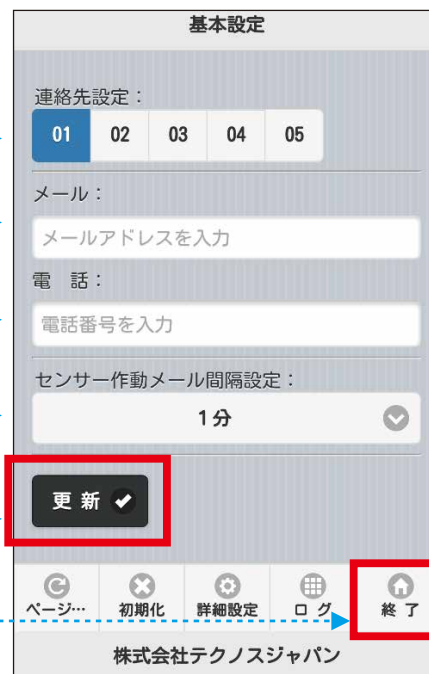 基本設定
連絡先設定：
01 02 03 04 05
メール：
メールアドレスを入力
電　話：
電話番号を入力
センサー作動メール間隔設定：
1分
更 新
ページ… 初期化 詳細設定 ロ グ 終 了
株式会社テクノスジャパン